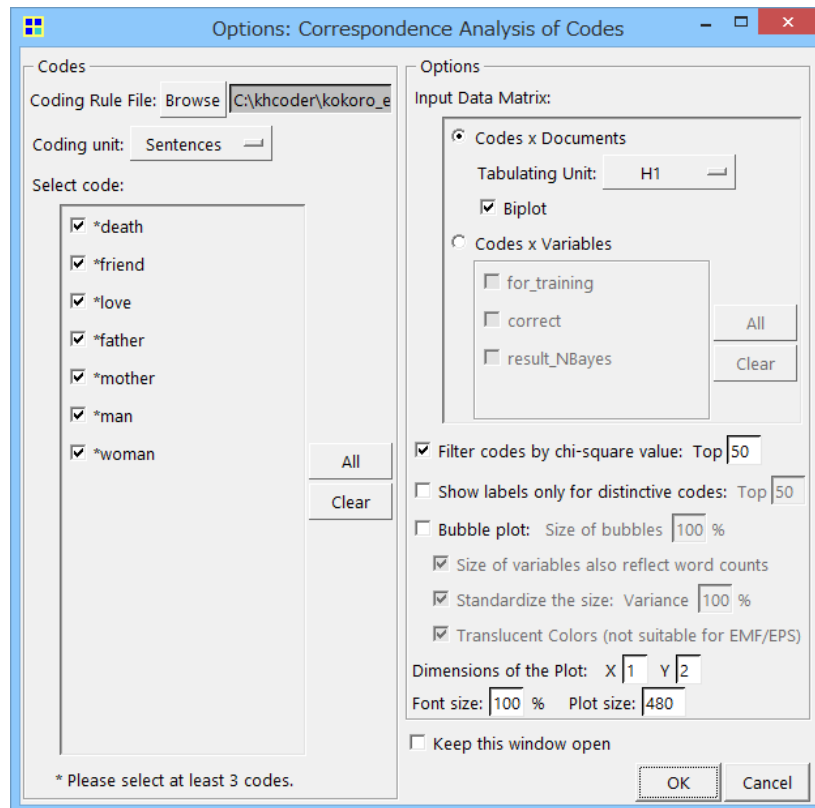 Options: Correspondence Analysis of Codes
Codes
Coding Rule File: Browse C:\khcoder\kokoro_e
Coding unit: Sentences
Select code:
*death
*friend
*love
*father
*mother
*man
*woman
All
Clear
* Please select at least 3 codes.
Options
Input Data Matrix:
Codes x Documents
Tabulating Unit: H1
Biplot
Codes x Variables
for_training
correct
result_NBayes
All
Clear
Filter codes by chi-square value: Top 50
Show labels only for distinctive codes: Top 50
Bubble plot: Size of bubbles 100 %
Size of variables also reflect word counts
Standardize the size: Variance 100 %
Translucent Colors (not suitable for EMF/EPS)
Dimensions of the Plot: X 1 Y 2
Font size: 100 % Plot size: 480
Keep this window open
OK Cancel